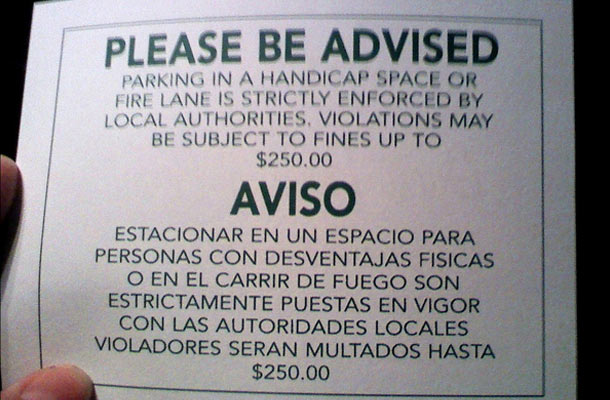 PLEASE BE ADVISED
PARKING IN A HANDICAP SPACE OR
FIRE LANE IS STRICTLY ENFORCED BY
LOCAL AUTHORITIES. VIOLATIONS MAY
BE SUBJECT TO FINES UP TO
$250.00
AVISO
ESTACIONAR EN UN ESPACIO PARA
PERSONAS CON DESVENTAJAS FISICAS
O EN EL CARRIR DE FUEGO SON
ESTRICTAMENTE PUESTAS EN VIGOR
CON LAS AUTORIDADES LOCALES
VIOLADORES SERAN MULTADOS HASTA
$250.00